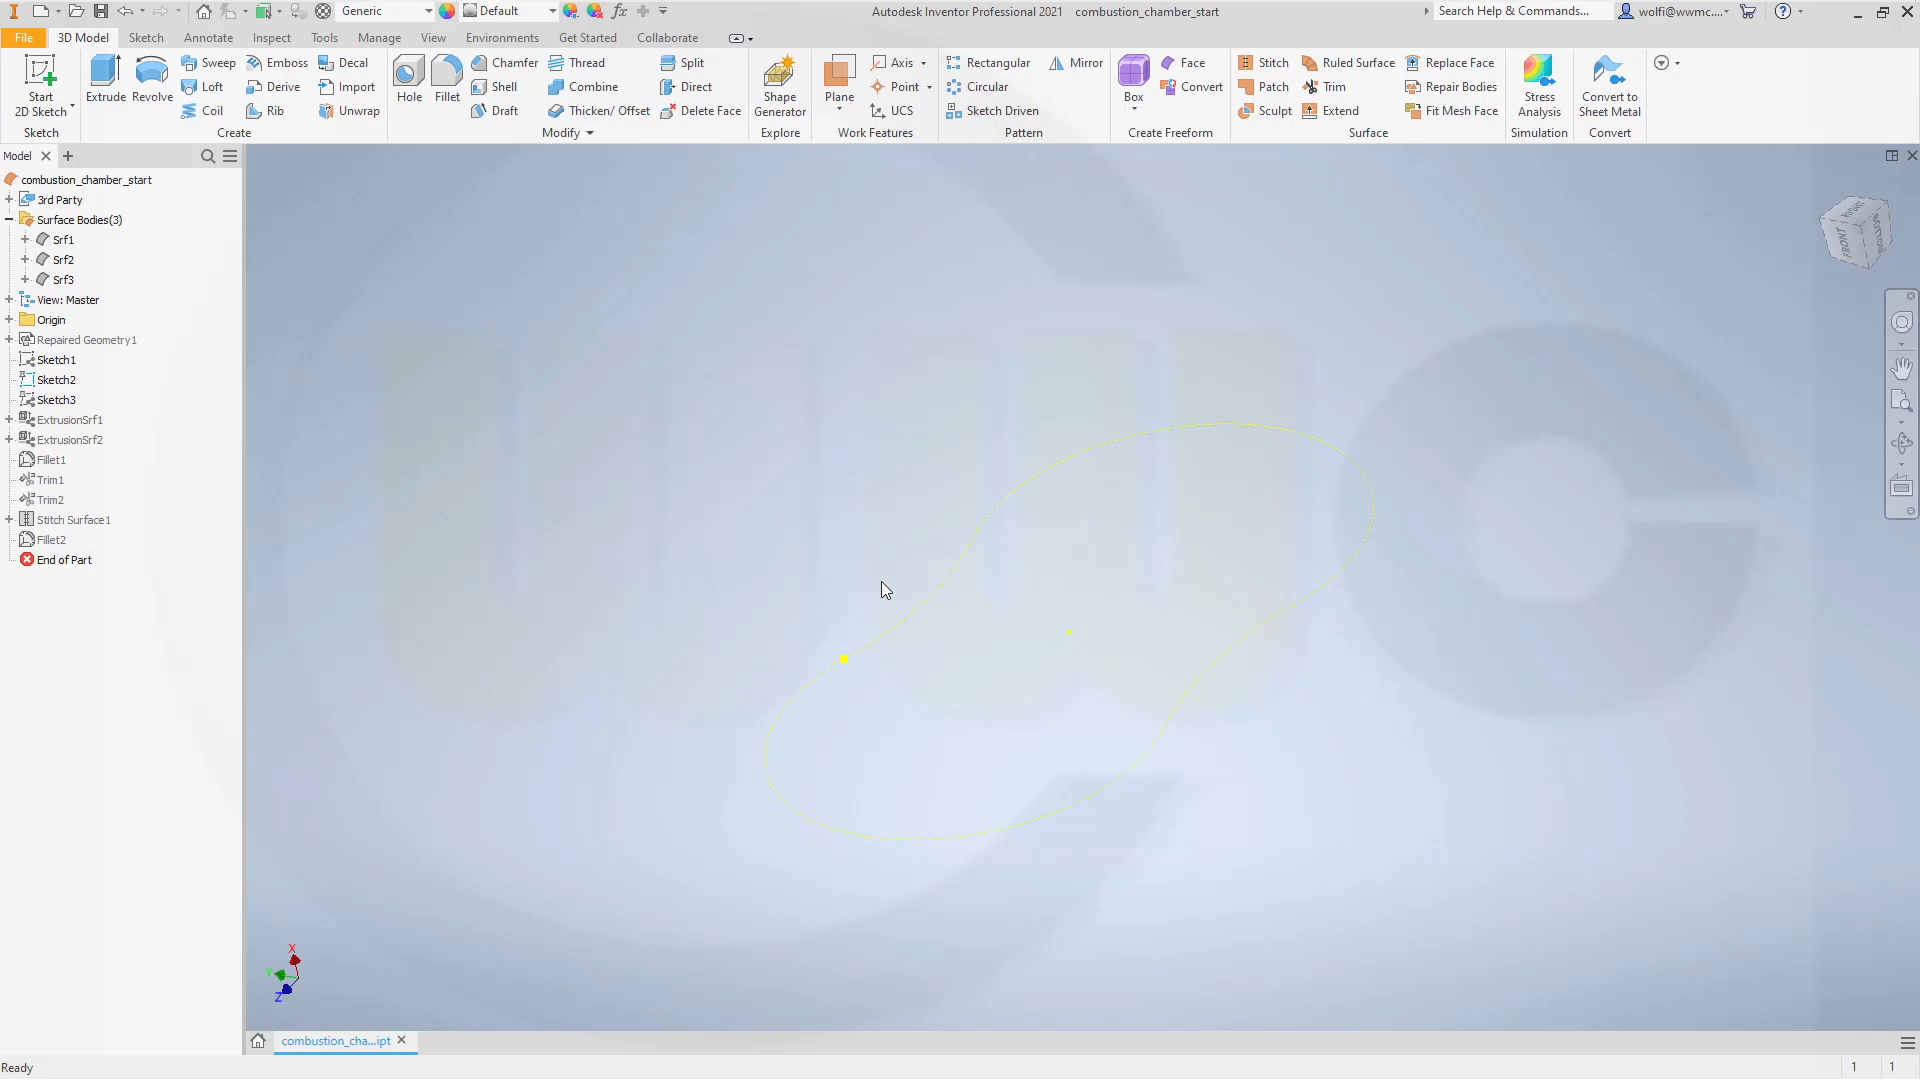 Generic
Default
Autodesk Inventor Professional 2021 combustion_chamber_start
Search Help & Commands...
wolfi@wwmc....
File 3D Model Sketch Annotate Inspect Tools Manage View Environments Get Started Collaborate
Start
2D Sketch
Extrude Revolve
Sweep Emboss Decal
Loft Derive Import
Coil Rib Unwrap
Hole Fillet
Chamfer Thread Split
Shell Combine Direct
Draft Thicken/ Offset Delete Face
Shape
Generator
Plane
Axis
Point
UCS
Rectangular Mirror
Circular
Sketch Driven
Box
Face
Convert
Stitch Ruled Surface Replace Face
Patch Trim Repair Bodies
Sculpt Extend Fit Mesh Face
Stress
Analysis
Convert to
Sheet Metal
Sketch Create Modify Explore Work Features Pattern Create Freeform Surface Simulation Convert
Model
combustion_chamber_start
3rd Party
Surface Bodies(3)
Srf1
Srf2
Srf3
View: Master
Origin
Repaired Geometry1
Sketch1
Sketch2
Sketch3
ExtrusionSrf1
ExtrusionSrf2
Fillet1
Trim1
Trim2
Stitch Surface1
Fillet2
End of Part
RIGHT
FRONT
BOTTOM
X
Y
Z
combustion_cha...ipt
Ready
1 1